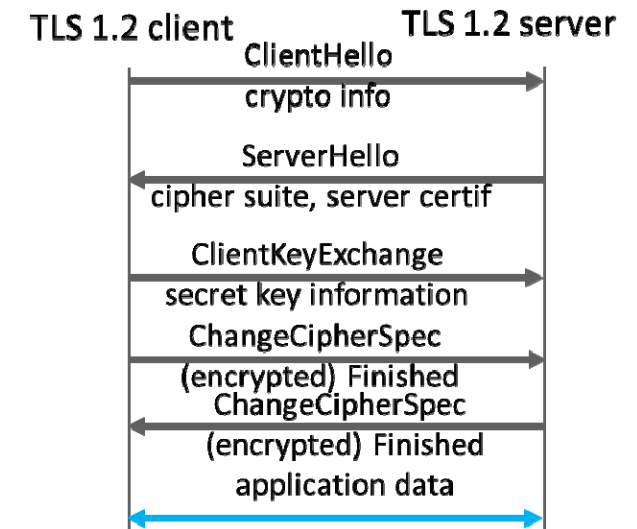 TLS 1.2 client
TLS 1.2 server
ClientHello
crypto info
ServerHello
cipher suite, server certif
ClientKeyExchange
secret key information
ChangeCipherSpec
(encrypted) Finished
ChangeCipherSpec
(encrypted) Finished
application data